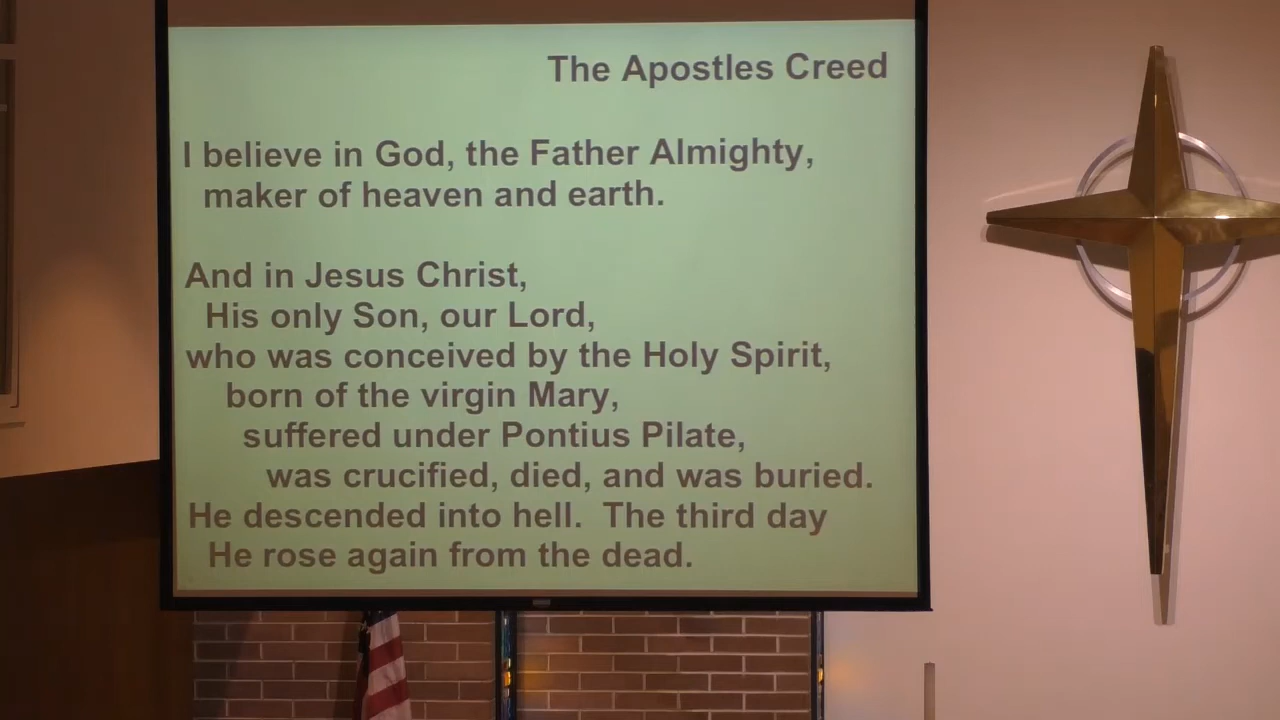 The Apostles Creed
I believe in God, the Father Almighty,
maker of heaven and earth.
And in Jesus Christ,
His only Son, our Lord,
who was conceived by the Holy Spirit,
born of the virgin Mary,
suffered under Pontius Pilate,
was crucified, died, and was buried.
He descended into hell.  The third day
He rose again from the dead.